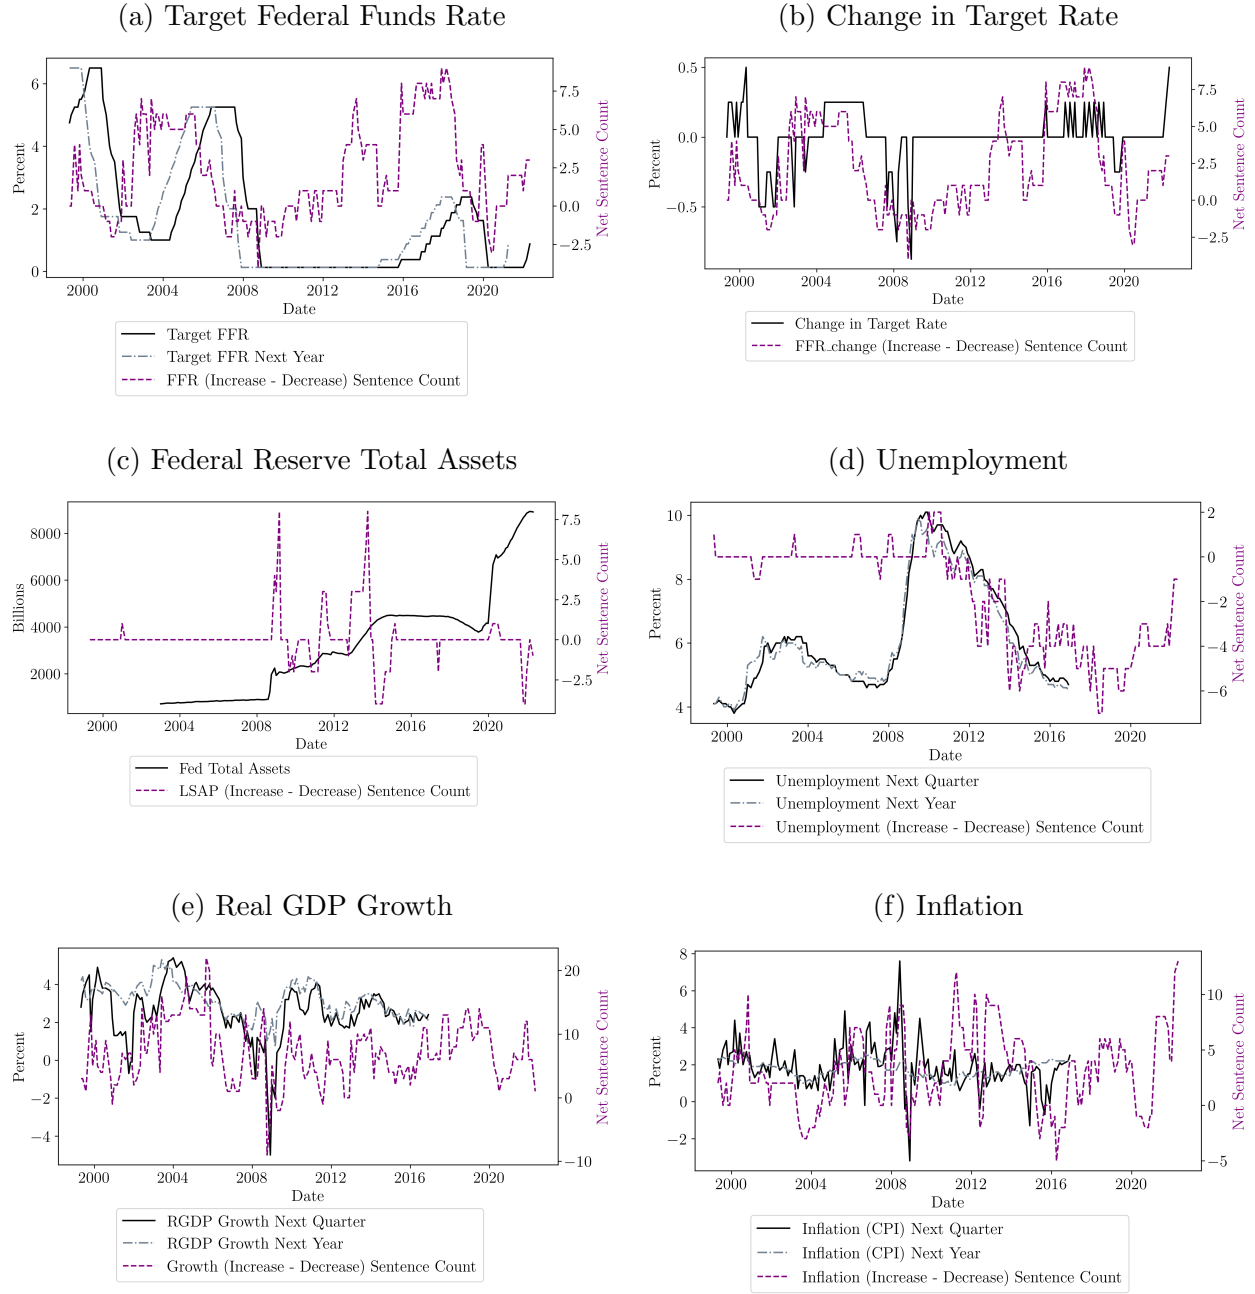 (a) Target Federal Funds Rate
6
4
2
0
Percent
7.5
5.0
2.5
0.0
−2.5
Net Sentence Count
2000 2004 2008 2012 2016 2020
Date
Target FFR
Target FFR Next Year
FFR (Increase - Decrease) Sentence Count
(b) Change in Target Rate
0.5
0.0
−0.5
Percent
7.5
5.0
2.5
0.0
−2.5
Net Sentence Count
2000 2004 2008 2012 2016 2020
Date
Change in Target Rate
FFR_change (Increase - Decrease) Sentence Count
(c) Federal Reserve Total Assets
8000
6000
4000
2000
Billions
7.5
5.0
2.5
0.0
−2.5
Net Sentence Count
2000 2004 2008 2012 2016 2020
Date
Fed Total Assets
LSAP (Increase - Decrease) Sentence Count
(d) Unemployment
10
8
6
4
Percent
2
0
−2
−4
−6
Net Sentence Count
2000 2004 2008 2012 2016 2020
Date
Unemployment Next Quarter
Unemployment Next Year
Unemployment (Increase - Decrease) Sentence Count
(e) Real GDP Growth
4
2
0
−2
−4
Percent
20
10
0
−10
Net Sentence Count
2000 2004 2008 2012 2016 2020
Date
RGDP Growth Next Quarter
RGDP Growth Next Year
Growth (Increase - Decrease) Sentence Count
(f) Inflation
8
6
4
2
0
−2
Percent
10
5
0
−5
Net Sentence Count
2000 2004 2008 2012 2016 2020
Date
Inflation (CPI) Next Quarter
Inflation (CPI) Next Year
Inflation (Increase - Decrease) Sentence Count